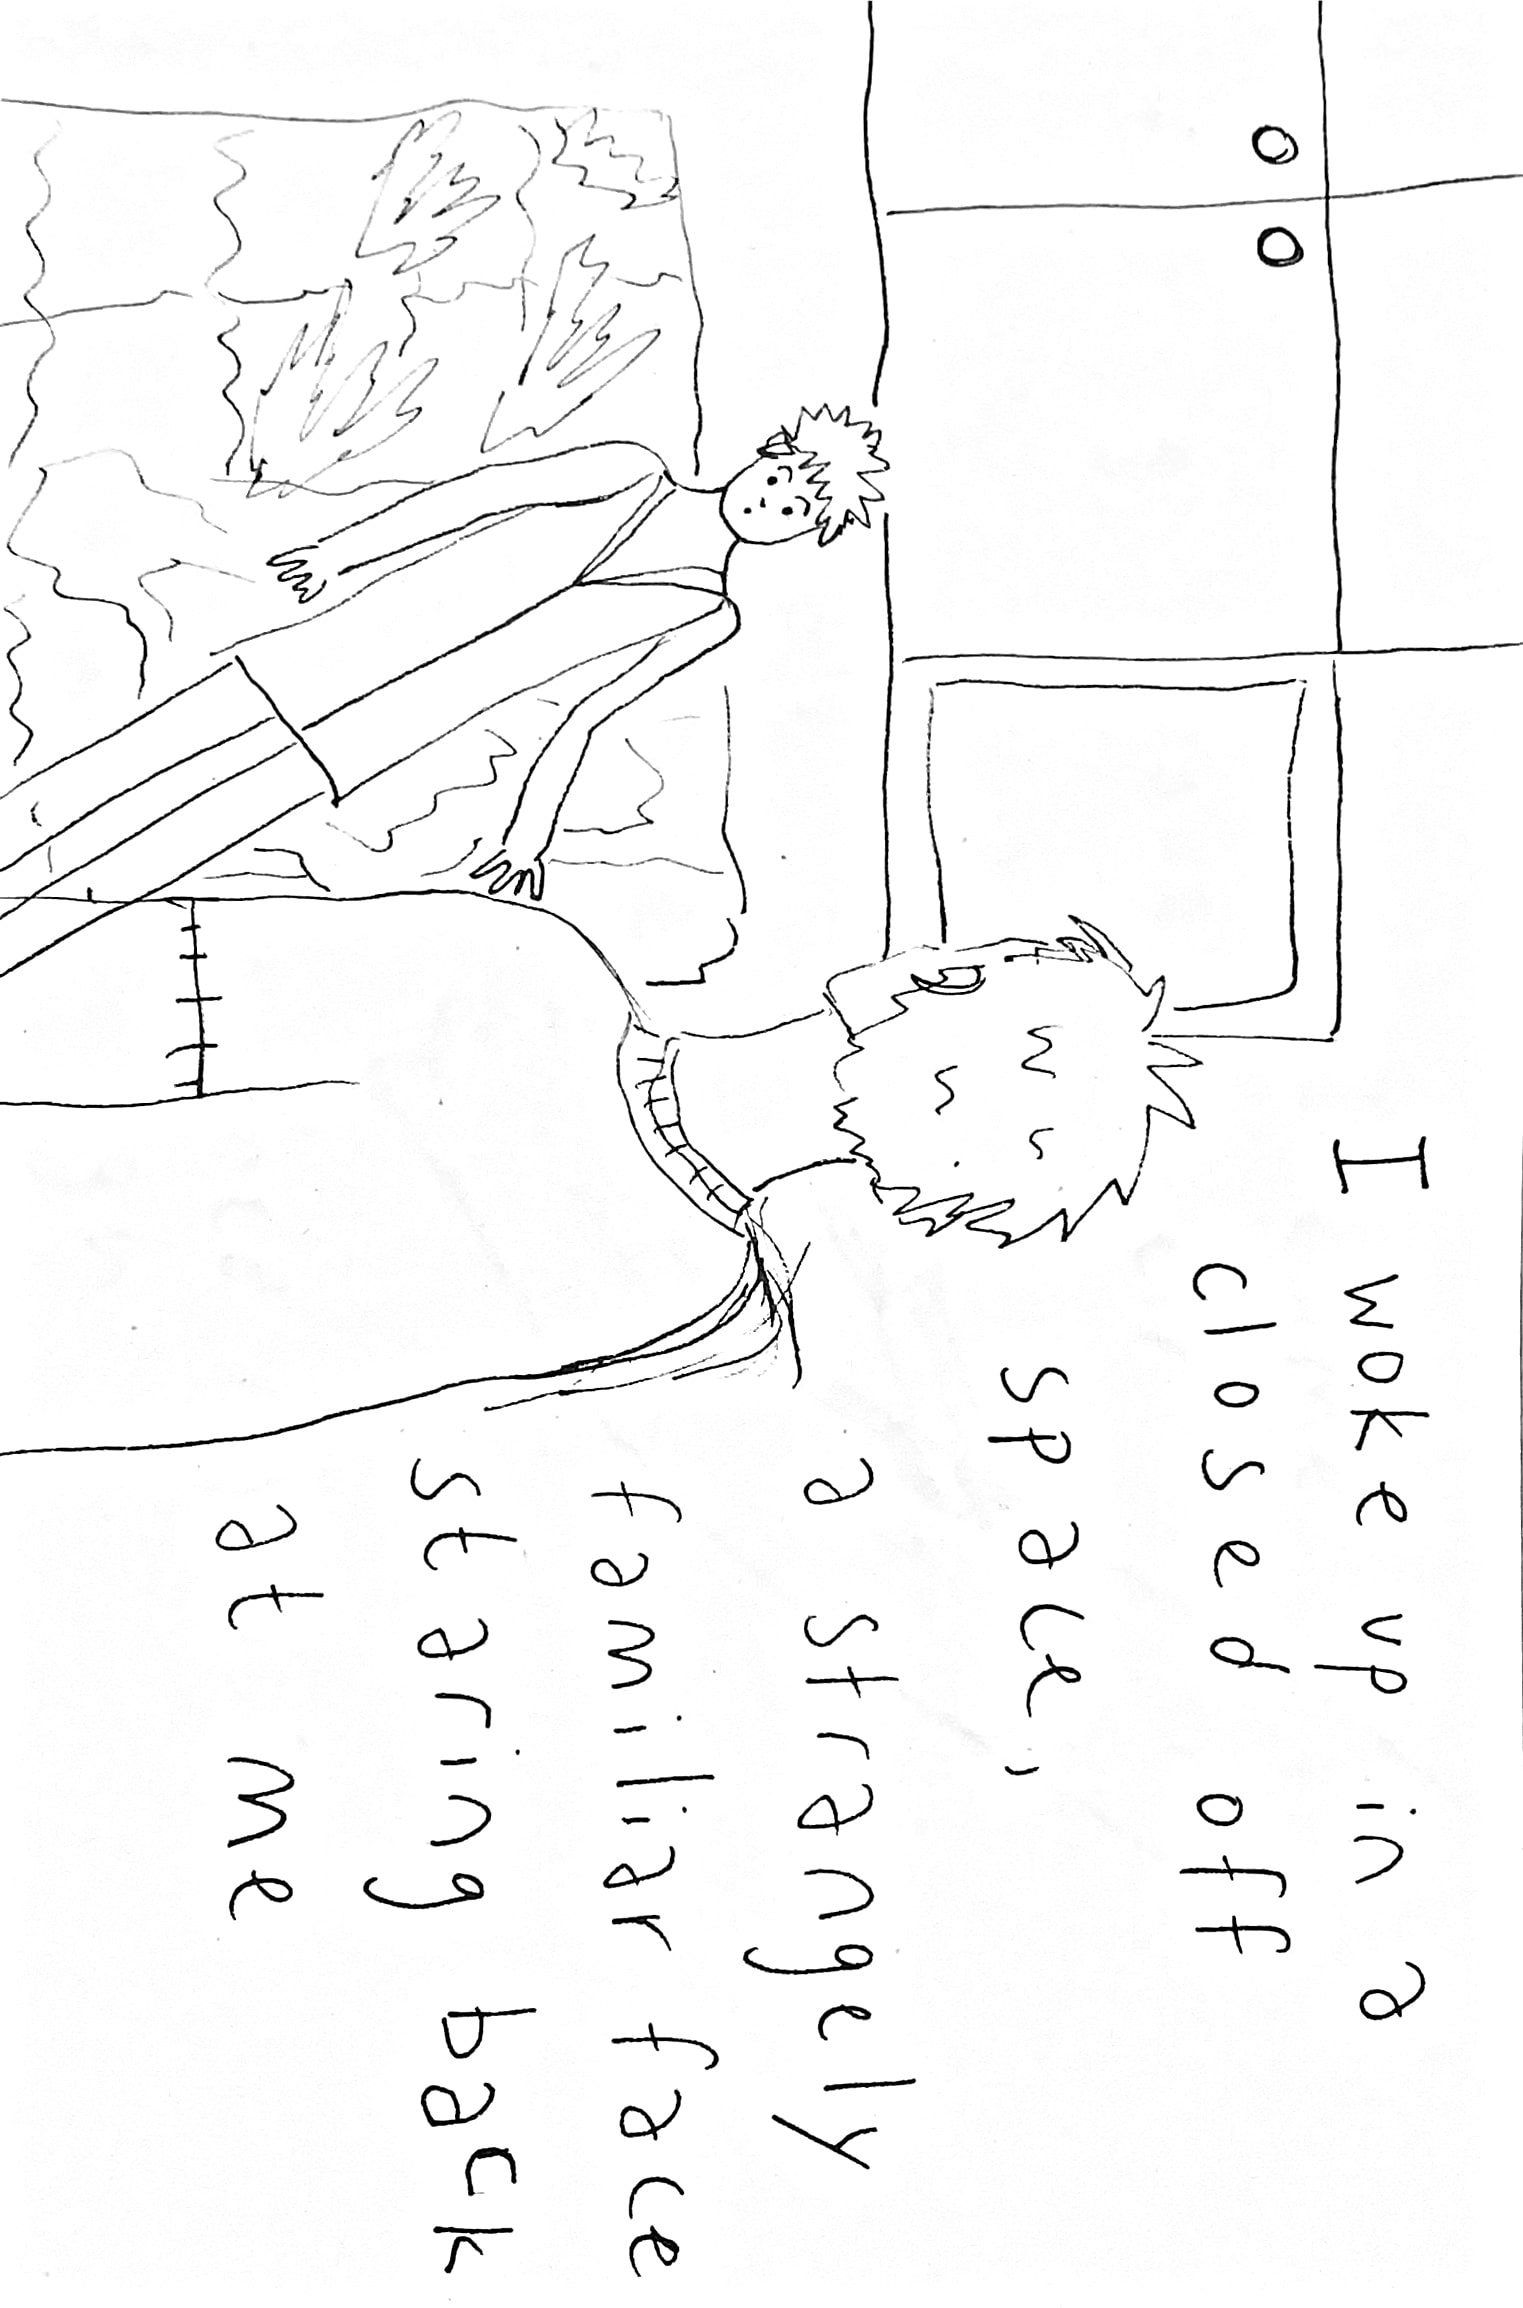 I woke up in a
closed off
space,
a strangely
familiar face
staring back
at me